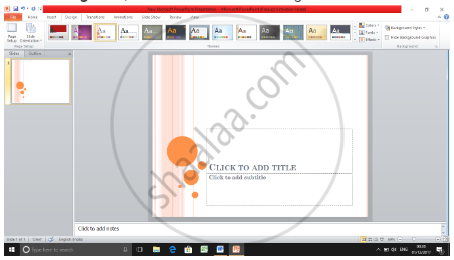 File Home Insert Design Transitions Animations Slide Show Review View
Page Setup Slide Orientation Colors Fonts Effects Background Styles Hide Background Graphics
Page Setup Themes Background
Slides Outline
1
CLICK TO ADD TITLE
Click to add subtitle
shaalaa.com
Click to add notes
Slide 1 of 1 English (India)
Type here to search ENG